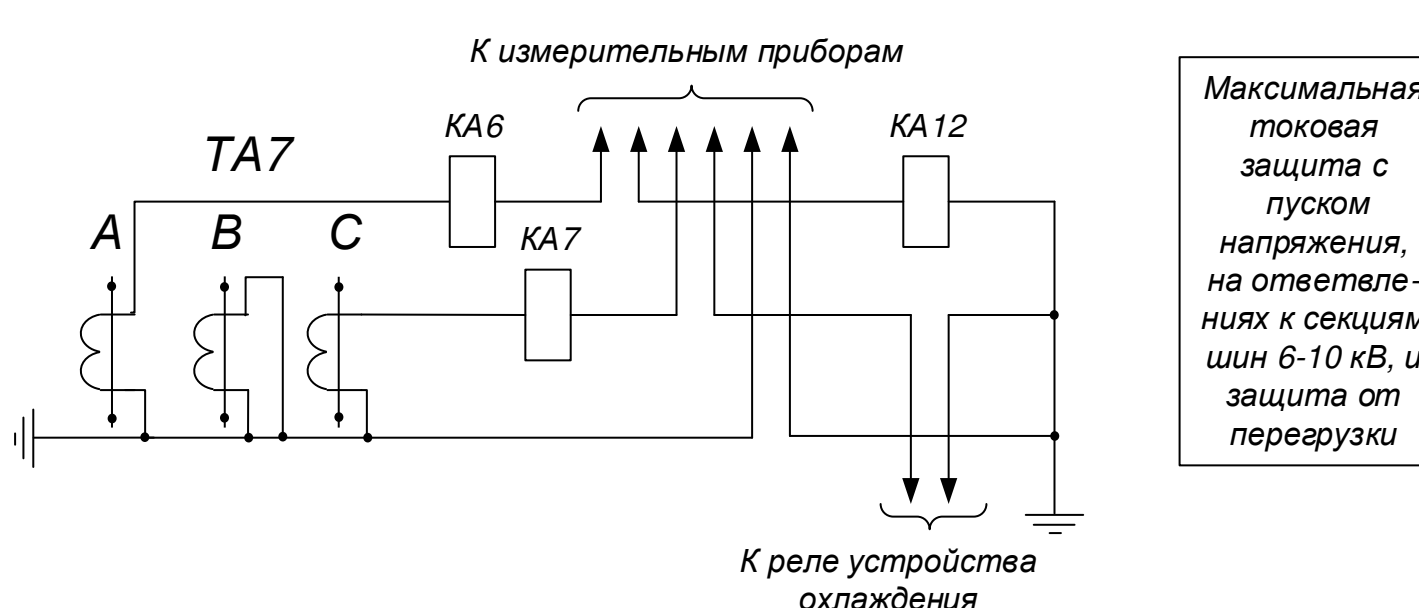 К измерительным приборам
КА6
КА12
ТА7
А
В
С
КА7
Максимальная
токовая
защита с
пуском
напряжения,
на ответвле-
ниях к секциям
шин 6-10 кВ, и
защита от
перегрузки
К реле устройства
охлаждения